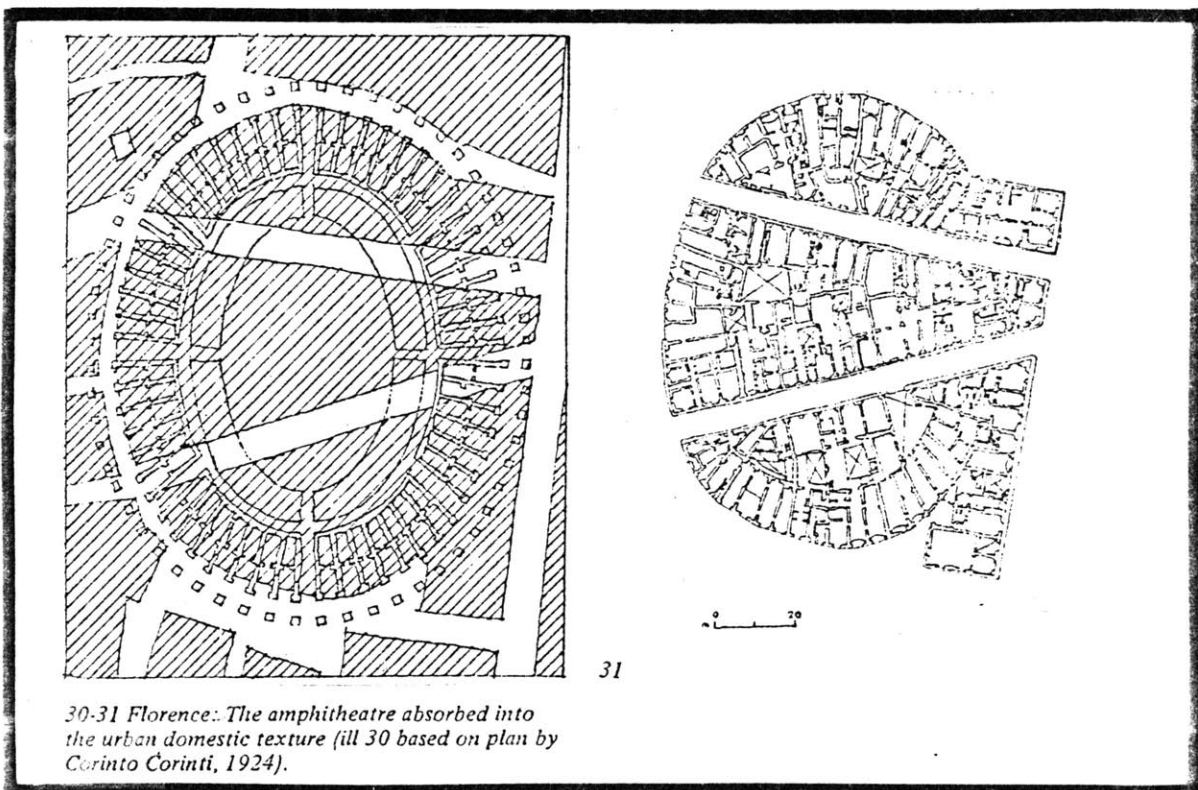 31
m 0 20
30-31 Florence: The amphitheatre absorbed into
the urban domestic texture (ill 30 based on plan by
Corinto Corinti, 1924).